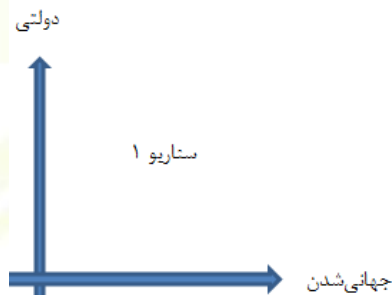 دولتی
سناریو ۱
جهانی‌شدن